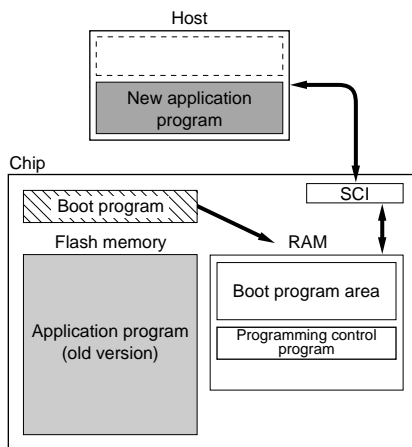 Host
New application
program
Chip
SCI
Boot program
Flash memory
RAM
Boot program area
Application program
(old version)
Programming control
program